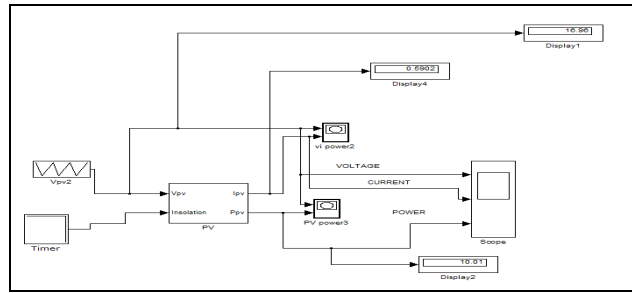 16.96
Display1
0.5902
Display4
vi power2
VOLTAGE
Vpv2
CURRENT
Vpv
Ipv
Insolation
Ppv
PV
PV power3
POWER
Timer
Scope
10.01
Display2